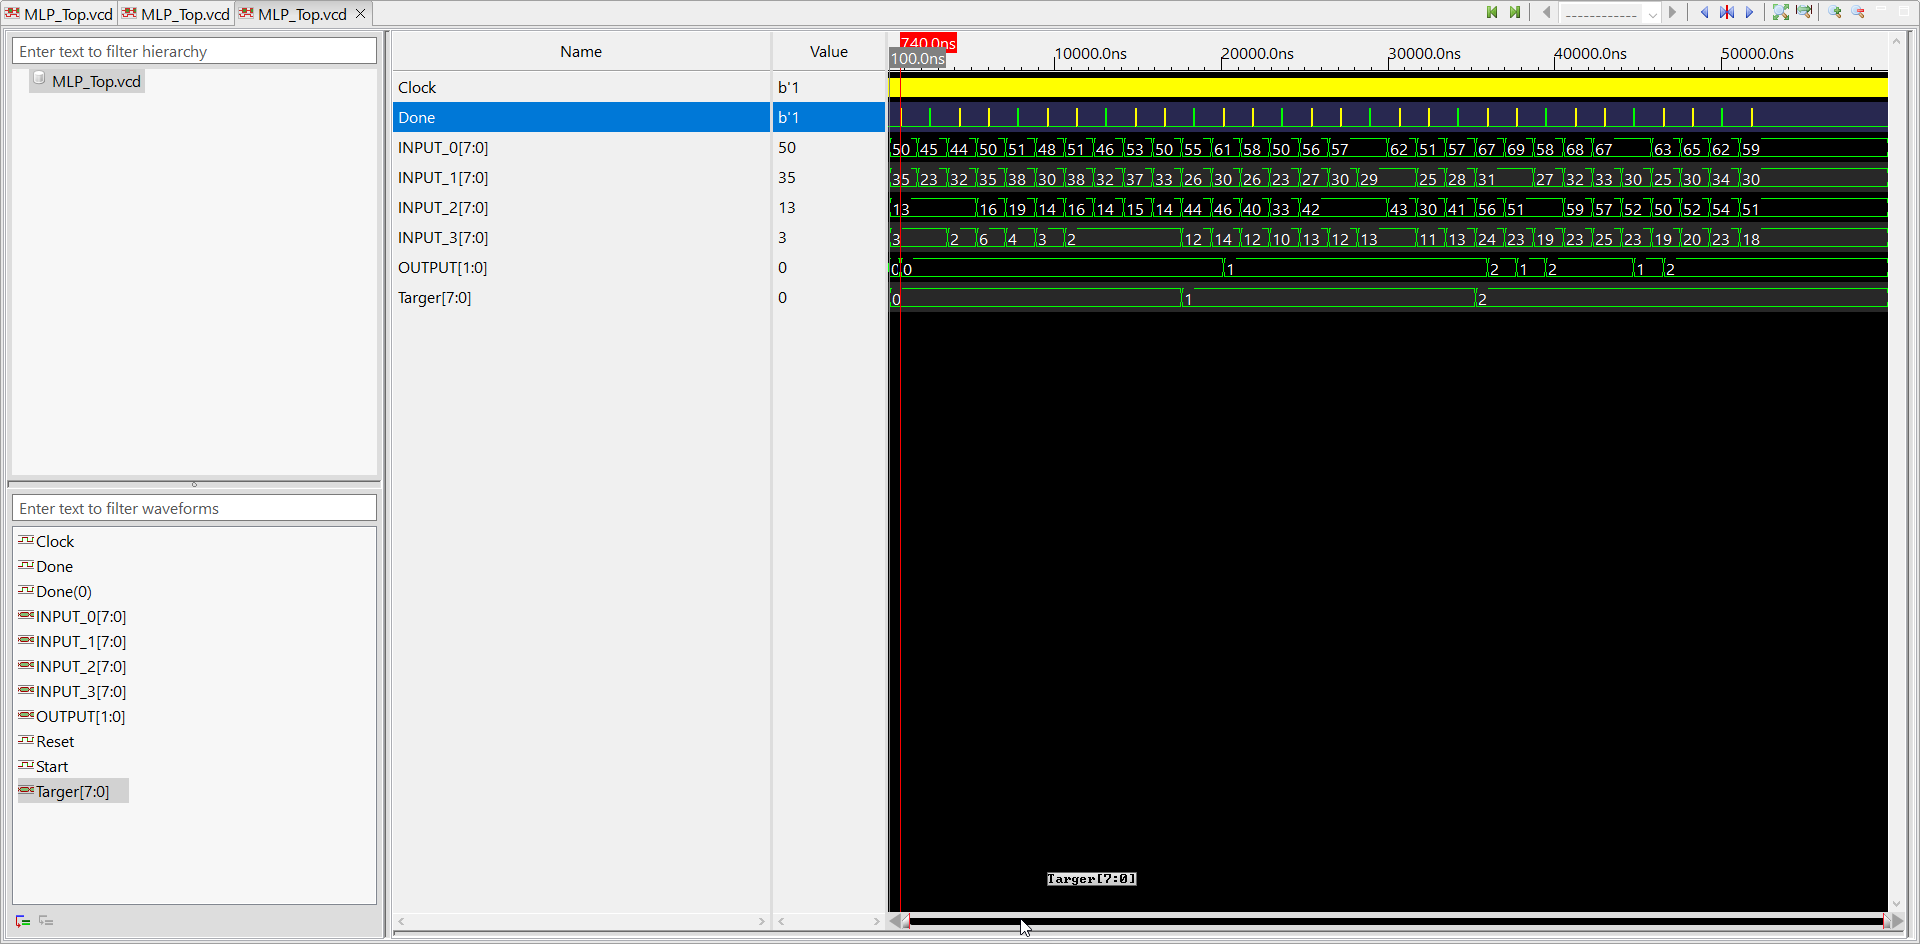 MLP_Top.vcd MLP_Top.vcd MLP_Top.vcd
Enter text to filter hierarchy
MLP_Top.vcd
Enter text to filter waveforms
Clock
Done
Done(0)
INPUT_0[7:0]
INPUT_1[7:0]
INPUT_2[7:0]
INPUT_3[7:0]
OUTPUT[1:0]
Reset
Start
Targer[7:0]
Name Value
740.0ns
100.0ns 10000.0ns 20000.0ns 30000.0ns 40000.0ns 50000.0ns
Clock b'1
Done b'1
INPUT_0[7:0] 50 50 45 44 50 51 48 51 46 53 50 55 61 58 50 56 57 62 51 57 67 69 58 68 67 63 65 62 59
INPUT_1[7:0] 35 35 23 32 35 38 30 38 32 37 33 26 30 26 23 27 30 29 25 28 31 27 32 33 30 25 30 34 30
INPUT_2[7:0] 13 13 16 19 14 16 14 15 14 44 46 40 33 42 43 30 41 56 51 59 57 52 50 52 54 51
INPUT_3[7:0] 3 3 2 6 4 3 2 12 14 12 10 13 12 13 11 13 24 23 19 23 25 23 19 20 23 18
OUTPUT[1:0] 0 0 0 1 2 1 2 1 2
Targer[7:0] 0 0 1 2
Targer[7:0]